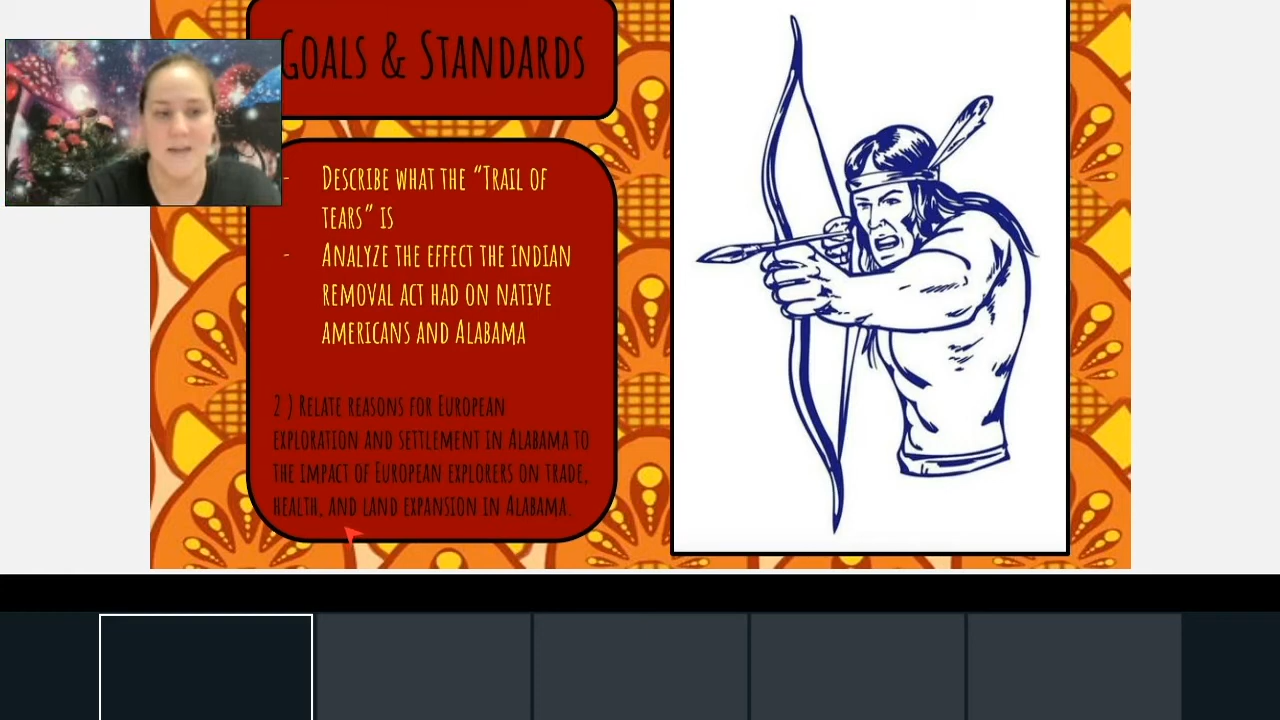 Goals & Standards
- Describe what the "Trail of
tears" is
- Analyze the effect the indian
removal act had on native
americans and Alabama
2 ) Relate reasons for European
exploration and settlement in Alabama to
the impact of European explorers on trade,
health, and land expansion in Alabama.